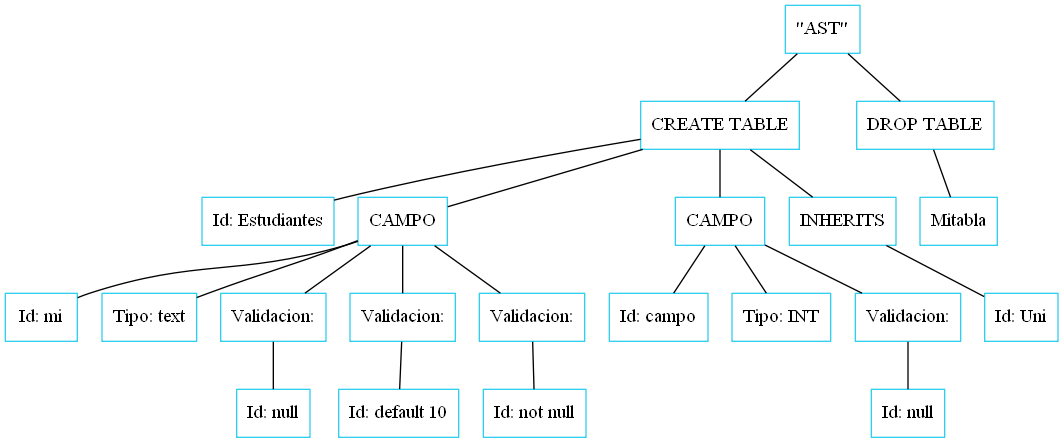 "AST"
CREATE TABLE
DROP TABLE
Id: Estudiantes
CAMPO
CAMPO
INHERITS
Mitabla
Id: mi
Tipo: text
Validacion:
Validacion:
Validacion:
Id: campo
Tipo: INT
Validacion:
Id: Uni
Id: null
Id: default 10
Id: not null
Id: null